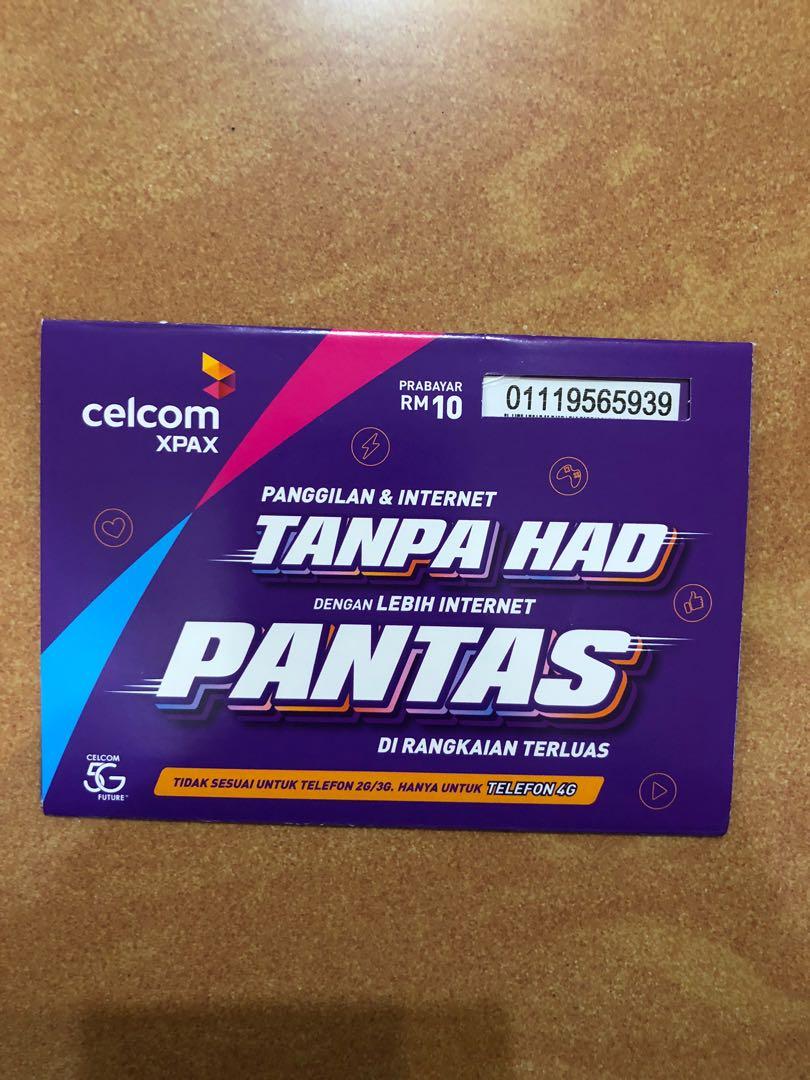 celcom
XPAX
PRABAYAR
RM10
01119565939
PANGGILAN & INTERNET
TANPA HAD
DENGAN LEBIH INTERNET
PANTAS
DI RANGKAIAN TERLUAS
CELCOM
5G
FUTURE™
TIDAK SESUAI UNTUK TELEFON 2G/3G. HANYA UNTUK TELEFON 4G